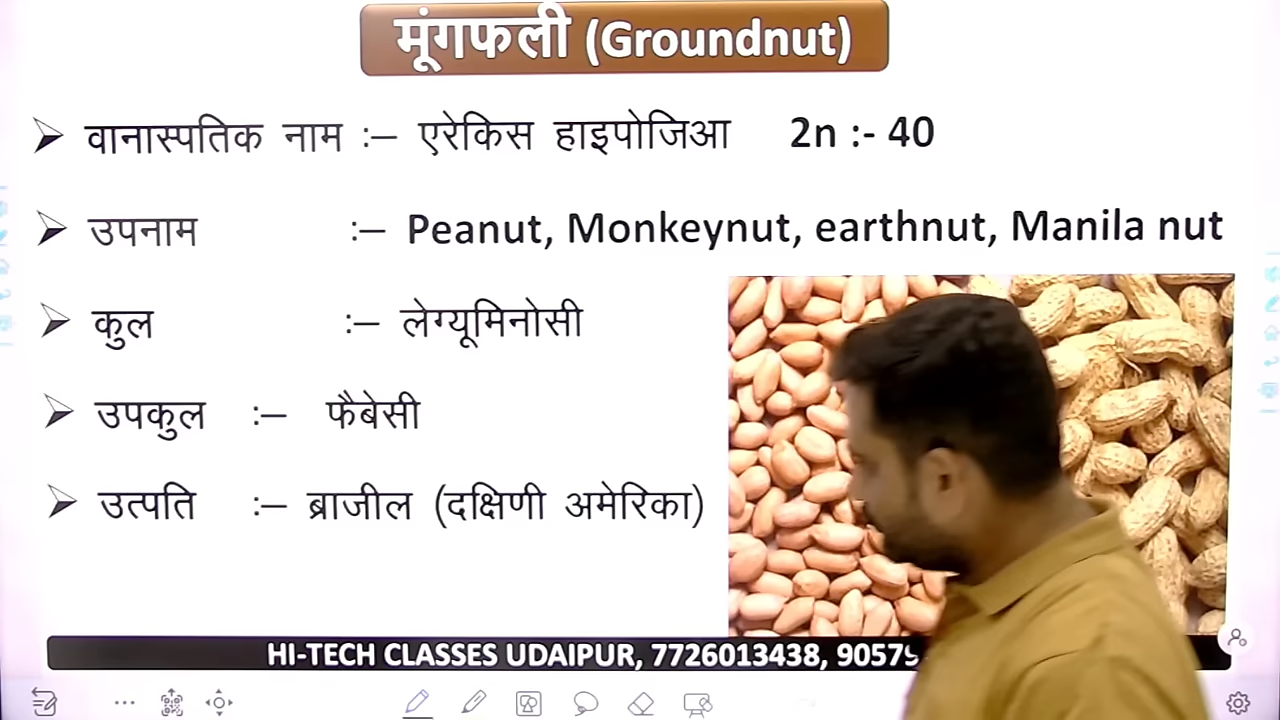 मूंगफली (Groundnut)
वानास्पतिक नाम :– एरेकिस हाइपोजिआ 2n :- 40
उपनाम :– Peanut, Monkeynut, earthnut, Manila nut
कुल :– लेग्यूमिनोसी
उपकुल :– फैबेसी
उत्पति :– ब्राजील (दक्षिणी अमेरिका)
HI-TECH CLASSES UDAIPUR, 7726013438, 9057